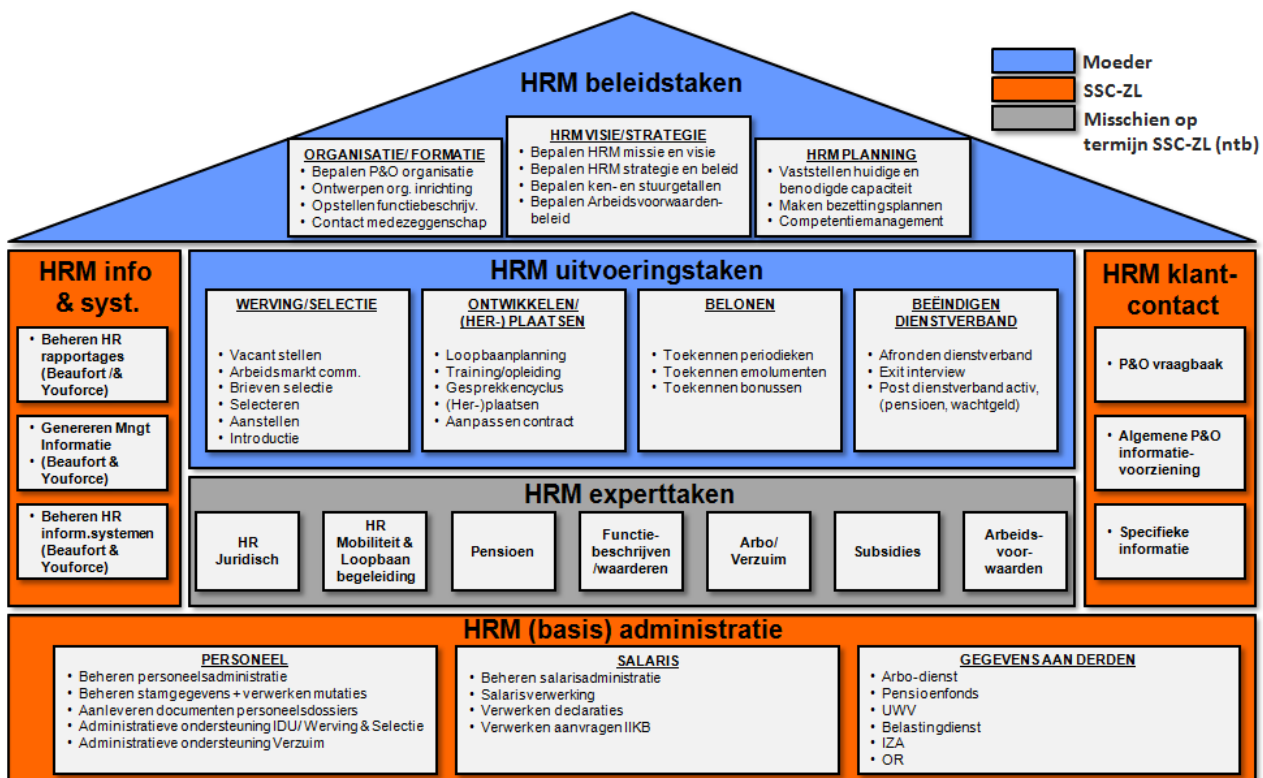 HRM beleidstaken
Moeder
SSC-ZL
Misschien op
termijn SSC-ZL (ntb)
ORGANISATIE/ FORMATIE
• Bepalen P&O organisatie
• Ontwerpen org. inrichting
• Opstellen functiebeschrijv.
• Contact medezeggenschap
HRM VISIE/STRATEGIE
• Bepalen HRM missie en visie
• Bepalen HRM strategie en beleid
• Bepalen ken- en stuurgetallen
• Bepalen Arbeidsvoorwaarden-
beleid
HRM PLANNING
• Vaststellen huidige en
benodigde capaciteit
• Maken bezettingsplannen
• Competentiemanagement
HRM info
& syst.
• Beheren HR
rapportages
(Beaufort /&
Youforce)
• Genereren Mngt
Informatie
• (Beaufort &
Youforce)
• Beheren HR
inform.systemen
(Beaufort &
Youforce)
HRM uitvoeringstaken
WERVING/SELECTIE
• Vacant stellen
• Arbeidsmarkt comm.
• Brieven selectie
• Selecteren
• Aanstellen
• Introductie
ONTWIKKELEN/
(HER-) PLAATSEN
• Loopbaanplanning
• Training/opleiding
• Gesprekkencyclus
• (Her-)plaatsen
• Aanpassen contract
BELONEN
• Toekennen periodieken
• Toekennen emolumenten
• Toekennen bonussen
BEËINDIGEN
DIENSTVERBAND
• Afronden dienstverband
• Exit interview
• Post dienstverband activ,
(pensioen, wachtgeld)
HRM klant-
contact
• P&O vraagbaak
• Algemene P&O
informatie-
voorziening
• Specifieke
informatie
HRM experttaken
HR
Juridisch
HR
Mobiliteit &
Loopbaan
begeleiding
Pensioen
Functie-
beschrijven
/waarderen
Arbo/
Verzuim
Subsidies
Arbeids-
voor-
waarden
HRM (basis) administratie
PERSONEEL
• Beheren personeelsadministratie
• Beheren stamgegevens + verwerken mutaties
• Aanleveren documenten personeelsdossiers
• Administratieve ondersteuning IDU/ Werving & Selectie
• Administratieve ondersteuning Verzuim
SALARIS
• Beheren salarisadministratie
• Salarisverwerking
• Verwerken declaraties
• Verwerken aanvragen IIKB
GEGEVENS AAN DERDEN
• Arbo-dienst
• Pensioenfonds
• UWV
• Belastingdienst
• IZA
• OR